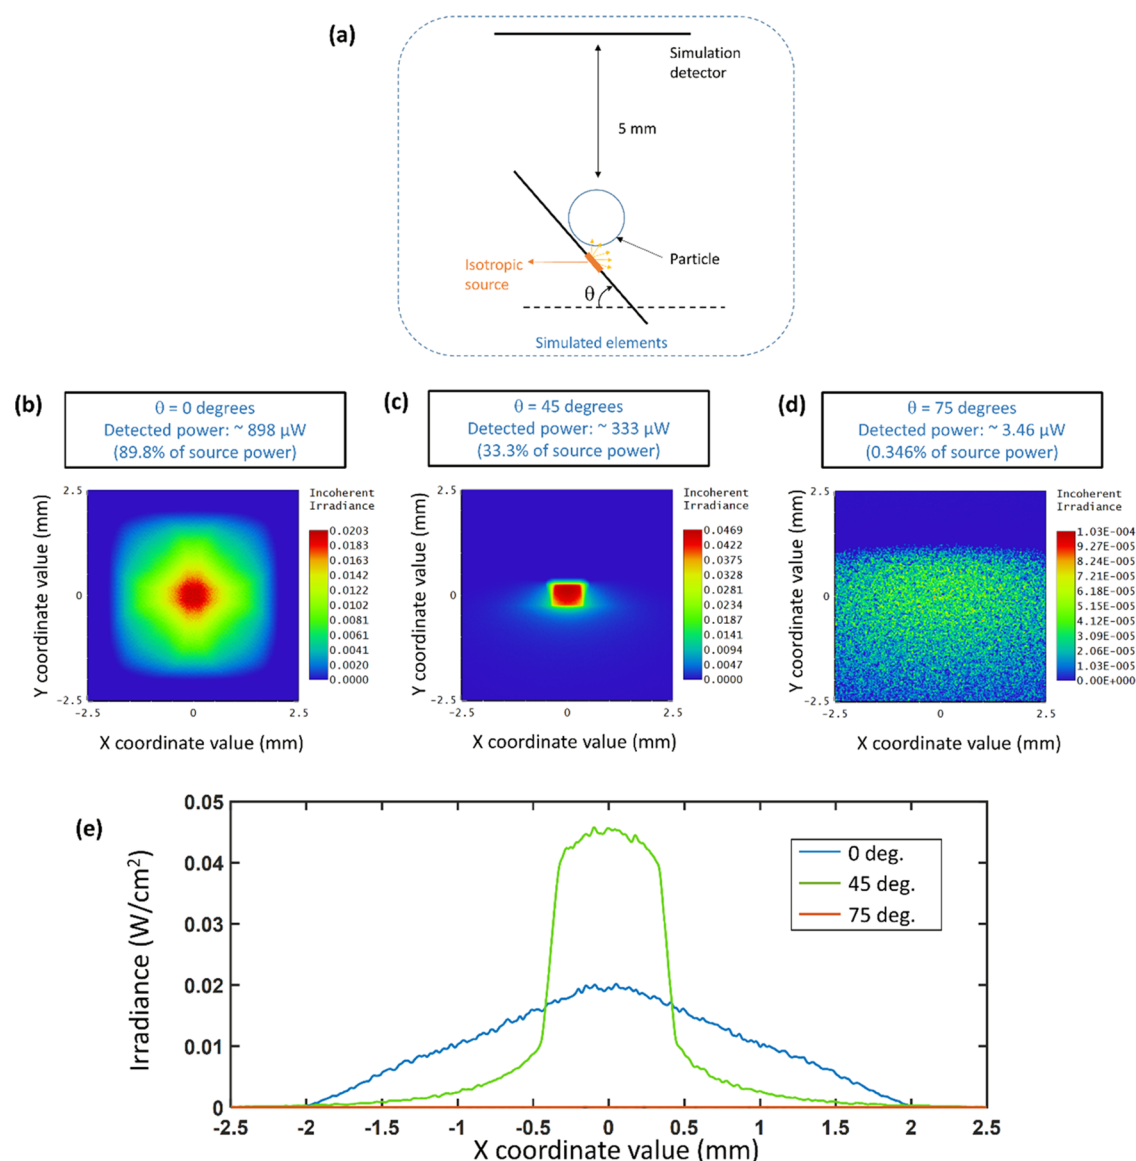 (a)
Simulation
detector
5 mm
Particle
Isotropic
source
θ
Simulated elements
(b)
θ = 0 degrees
Detected power: ~ 898 µW
(89.8% of source power)
2.5
0
-2.5
-2.5 0 2.5
Y coordinate value (mm)
X coordinate value (mm)
Incoherent
Irradiance
0.0203
0.0183
0.0162
0.0142
0.0122
0.0102
0.0081
0.0061
0.0041
0.0020
0.0000
(c)
θ = 45 degrees
Detected power: ~ 333 µW
(33.3% of source power)
2.5
0
-2.5
-2.5 0 2.5
Y coordinate value (mm)
X coordinate value (mm)
Incoherent
Irradiance
0.0469
0.0422
0.0375
0.0328
0.0281
0.0234
0.0187
0.0141
0.0094
0.0047
0.0000
(d)
θ = 75 degrees
Detected power: ~ 3.46 µW
(0.346% of source power)
2.5
0
-2.5
-2.5 0 2.5
Y coordinate value (mm)
X coordinate value (mm)
Incoherent
Irradiance
1.03E-004
9.27E-005
8.24E-005
7.21E-005
6.18E-005
5.15E-005
4.12E-005
3.09E-005
2.06E-005
1.03E-005
0.00E+000
(e)
0.05
0.04
0.03
0.02
0.01
0
Irradiance (W/cm²)
0 deg.
45 deg.
75 deg.
-2.5 -2 -1.5 -1 -0.5 0 0.5 1 1.5 2 2.5
X coordinate value (mm)